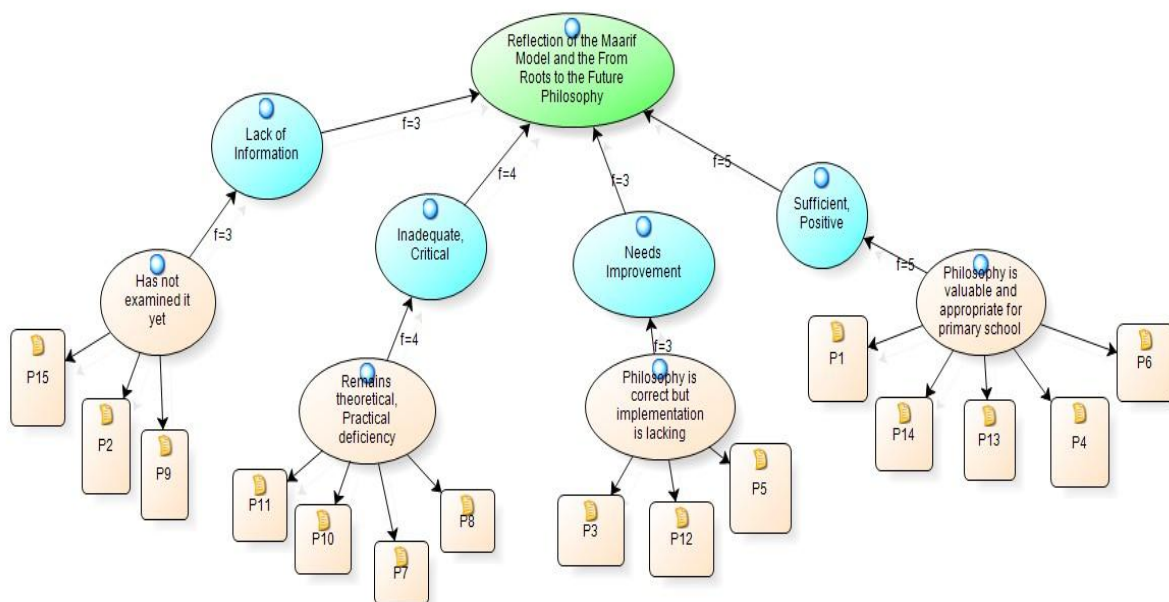 Reflection of the Maarif
Model and the From
Roots to the Future
Philosophy
Lack of
Information
f=3
f=4
f=3
f=5
Inadequate,
Critical
Needs
Improvement
Sufficient,
Positive
f=3
f=4
f=3
f=5
Has not
examined it
yet
Remains
theoretical,
Practical
deficiency
Philosophy is
correct but
implementation
is lacking
Philosophy is
valuable and
appropriate for
primary school
P15
P2
P9
P11
P10
P7
P8
P3
P12
P5
P1
P14
P13
P4
P6